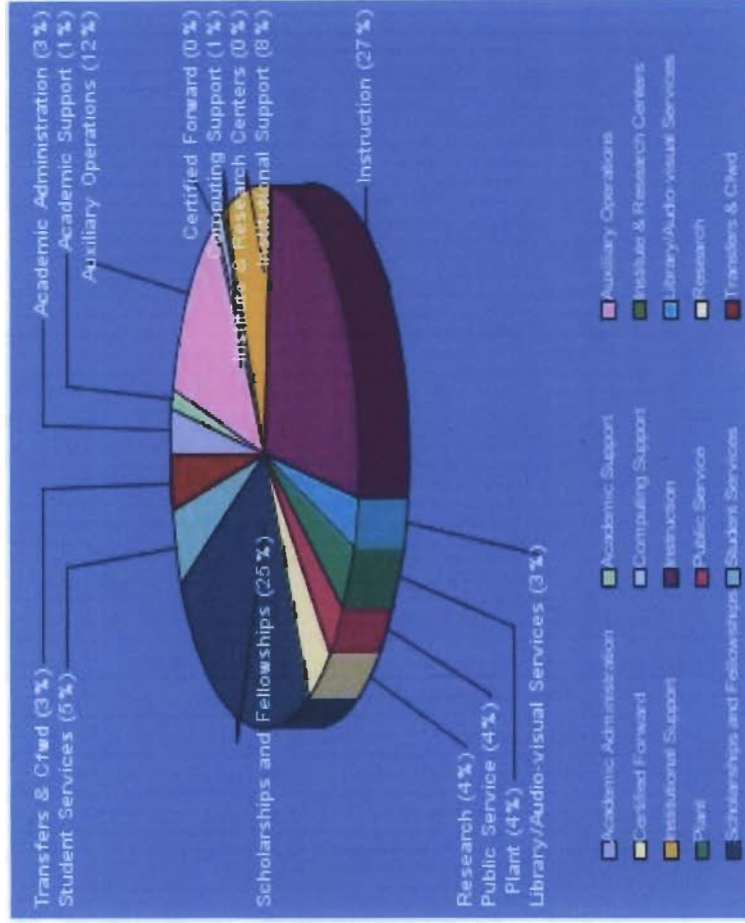 Academic Administration (3%)
Academic Support (1%)
Auxiliary Operations (12%)
Certified Forward (0%)
Computing Support (1%)
Institute & Research Centers (0%)
Institutional Support (8%)
Instruction (27%)
Transfers & Cfwd (3%)
Student Services (5%)
Scholarships and Fellowships (25%)
Research (4%)
Public Service (4%)
Plant (4%)
Library/Audio-visual Services (3%)
Academic Administration
Academic Support
Auxiliary Operations
Certified Forward
Computing Support
Institute & Research Centers
Institutional Support
Instruction
Library/Audio-visual Services
Plant
Public Service
Research
Scholarships and Fellowships
Student Services
Transfers & Cfwd